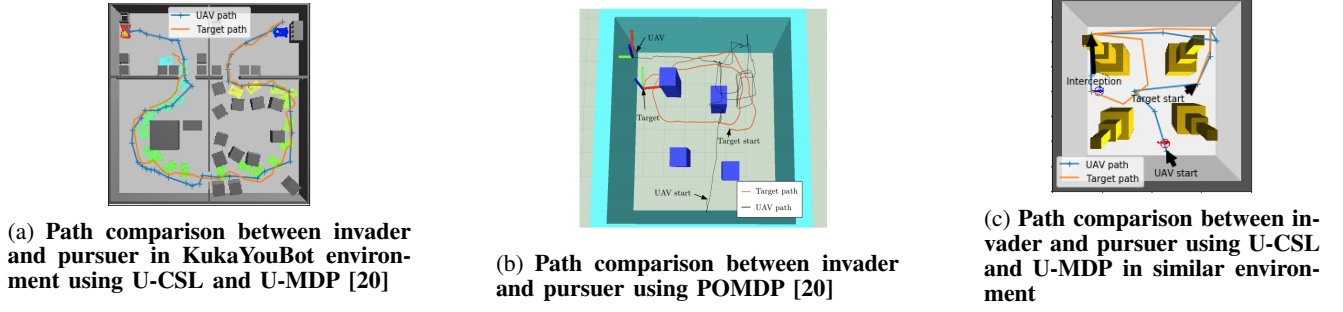 UAV path
Target path
(a) Path comparison between invader
and pursuer in KukaYouBot environ-
ment using U-CSL and U-MDP [20]
UAV
Target
Target start
UAV start
Target path
UAV path
(b) Path comparison between invader
and pursuer using POMDP [20]
Interception
Target start
UAV path
Target path
UAV start
(c) Path comparison between in-
vader and pursuer using U-CSL
and U-MDP in similar environ-
ment